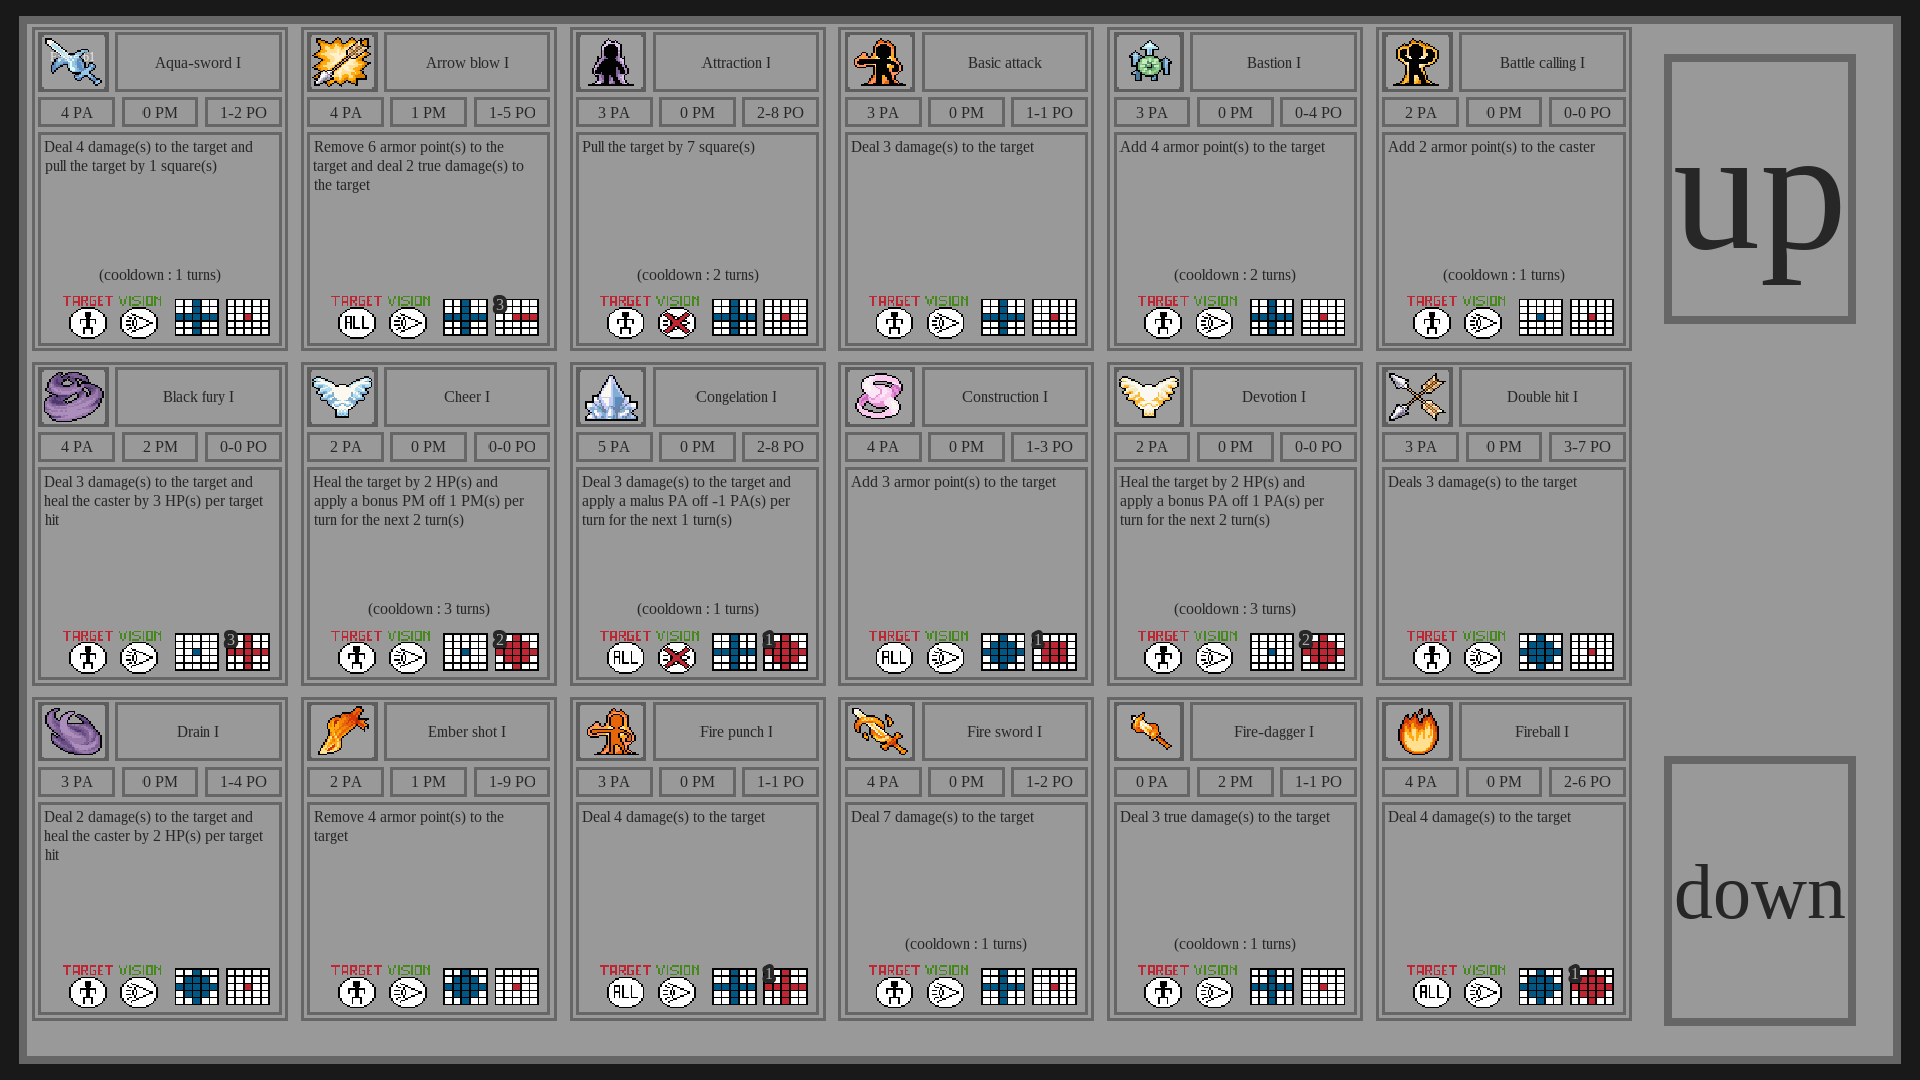 Aqua-sword I
4 PA
0 PM
1-2 PO
Deal 4 damage(s) to the target and
pull the target by 1 square(s)
(cooldown : 1 turns)
TARGET VISION
Arrow blow I
4 PA
1 PM
1-5 PO
Remove 6 armor point(s) to the
target and deal 2 true damage(s) to
the target
TARGET VISION
ALL
3
Attraction I
3 PA
0 PM
2-8 PO
Pull the target by 7 square(s)
(cooldown : 2 turns)
TARGET VISION
Basic attack
3 PA
0 PM
1-1 PO
Deal 3 damage(s) to the target
TARGET VISION
Bastion I
3 PA
0 PM
0-4 PO
Add 4 armor point(s) to the target
(cooldown : 2 turns)
TARGET VISION
Battle calling I
2 PA
0 PM
0-0 PO
Add 2 armor point(s) to the caster
(cooldown : 1 turns)
TARGET VISION
Black fury I
4 PA
2 PM
0-0 PO
Deal 3 damage(s) to the target and
heal the caster by 3 HP(s) per target
hit
TARGET VISION
3
Cheer I
2 PA
0 PM
0-0 PO
Heal the target by 2 HP(s) and
apply a bonus PM off 1 PM(s) per
turn for the next 2 turn(s)
(cooldown : 3 turns)
TARGET VISION
2
Congelation I
5 PA
0 PM
2-8 PO
Deal 3 damage(s) to the target and
apply a malus PA off -1 PA(s) per
turn for the next 1 turn(s)
(cooldown : 1 turns)
TARGET VISION
ALL
1
Construction I
4 PA
0 PM
1-3 PO
Add 3 armor point(s) to the target
TARGET VISION
ALL
1
Devotion I
2 PA
0 PM
0-0 PO
Heal the target by 2 HP(s) and
apply a bonus PA off 1 PA(s) per
turn for the next 2 turn(s)
(cooldown : 3 turns)
TARGET VISION
2
Double hit I
3 PA
0 PM
3-7 PO
Deals 3 damage(s) to the target
TARGET VISION
Drain I
3 PA
0 PM
1-4 PO
Deal 2 damage(s) to the target and
heal the caster by 2 HP(s) per target
hit
TARGET VISION
Ember shot I
2 PA
1 PM
1-9 PO
Remove 4 armor point(s) to the
target
TARGET VISION
Fire punch I
3 PA
0 PM
1-1 PO
Deal 4 damage(s) to the target
TARGET VISION
ALL
1
Fire sword I
4 PA
0 PM
1-2 PO
Deal 7 damage(s) to the target
(cooldown : 1 turns)
TARGET VISION
Fire-dagger I
0 PA
2 PM
1-1 PO
Deal 3 true damage(s) to the target
(cooldown : 1 turns)
TARGET VISION
Fireball I
4 PA
0 PM
2-6 PO
Deal 4 damage(s) to the target
TARGET VISION
ALL
1
up
down